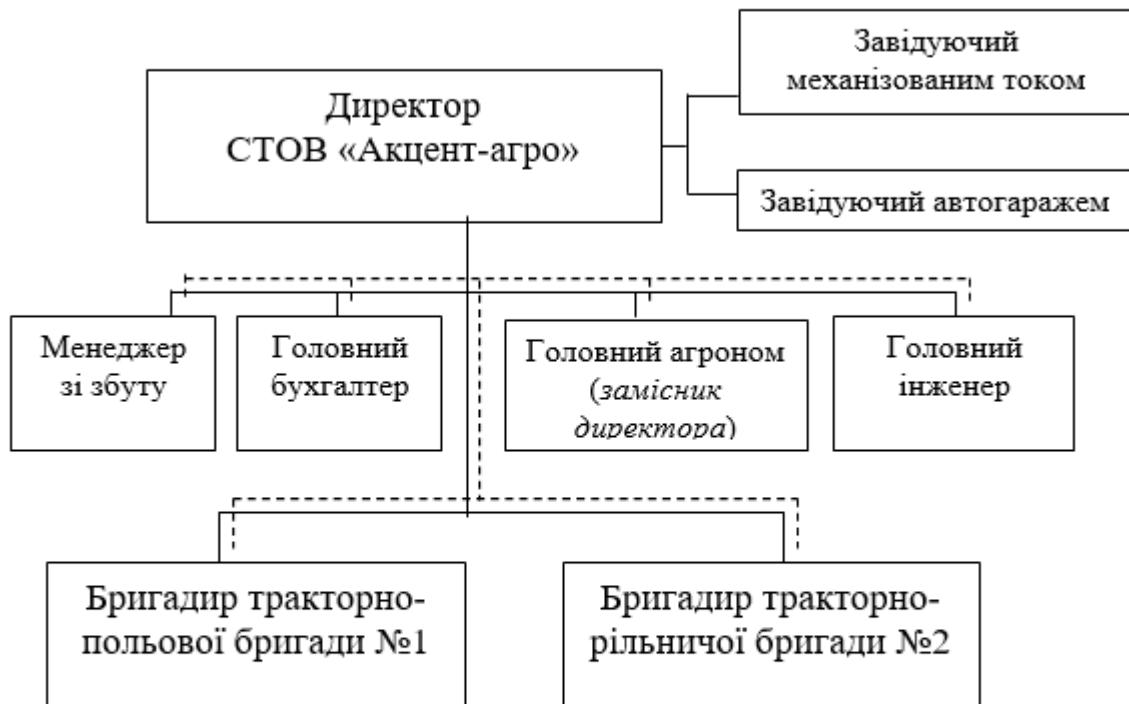 Завідуючий
механізованим током
Директор
СТОВ «Акцент-агро»
Завідуючий автогаражем
Менеджер
зі збуту
Головний
бухгалтер
Головний агроном
(замісник
директора)
Головний
інженер
Бригадир тракторно-
польової бригади №1
Бригадир тракторно-
рільничої бригади №2